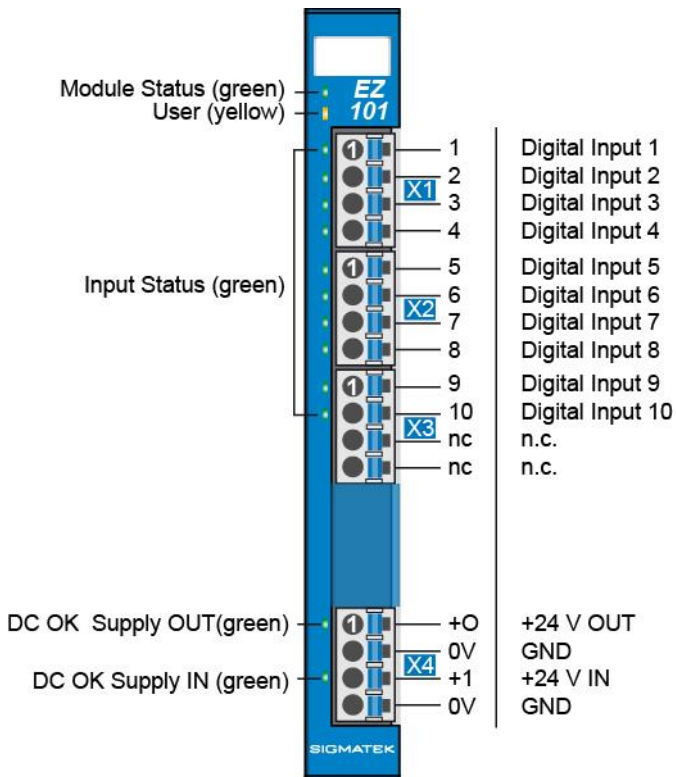 Module Status (green)
User (yellow)
EZ
101
1 1 Digital Input 1
2 Digital Input 2
X1
3 Digital Input 3
4 Digital Input 4
Input Status (green)
1 5 Digital Input 5
6 Digital Input 6
X2
7 Digital Input 7
8 Digital Input 8
1 9 Digital Input 9
10 Digital Input 10
X3
nc n.c.
nc n.c.
DC OK Supply OUT(green)
1 +O +24 V OUT
0V GND
X4
DC OK Supply IN (green)
+1 +24 V IN
0V GND
SIGMATEK